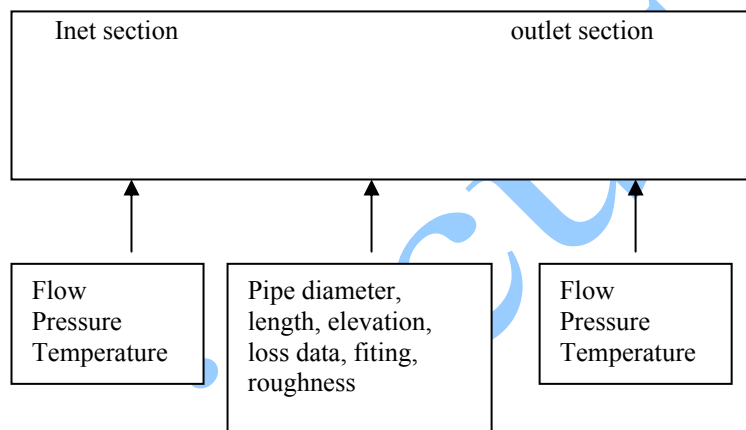 Inet section
outlet section
Flow
Pressure
Temperature
Pipe diameter,
length, elevation,
loss data, fiting,
roughness
Flow
Pressure
Temperature